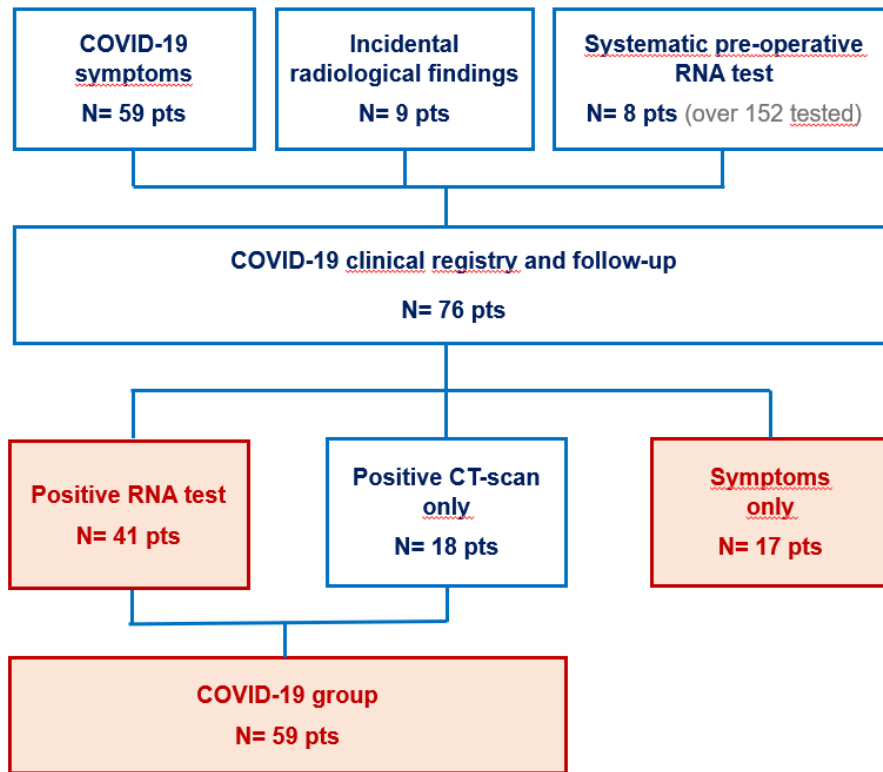 COVID-19
symptoms
N= 59 pts
Incidental
radiological findings
N= 9 pts
Systematic pre-operative
RNA test
N= 8 pts (over 152 tested)
COVID-19 clinical registry and follow-up
N= 76 pts
Positive RNA test
N= 41 pts
Positive CT-scan
only
N= 18 pts
Symptoms
only
N= 17 pts
COVID-19 group
N= 59 pts